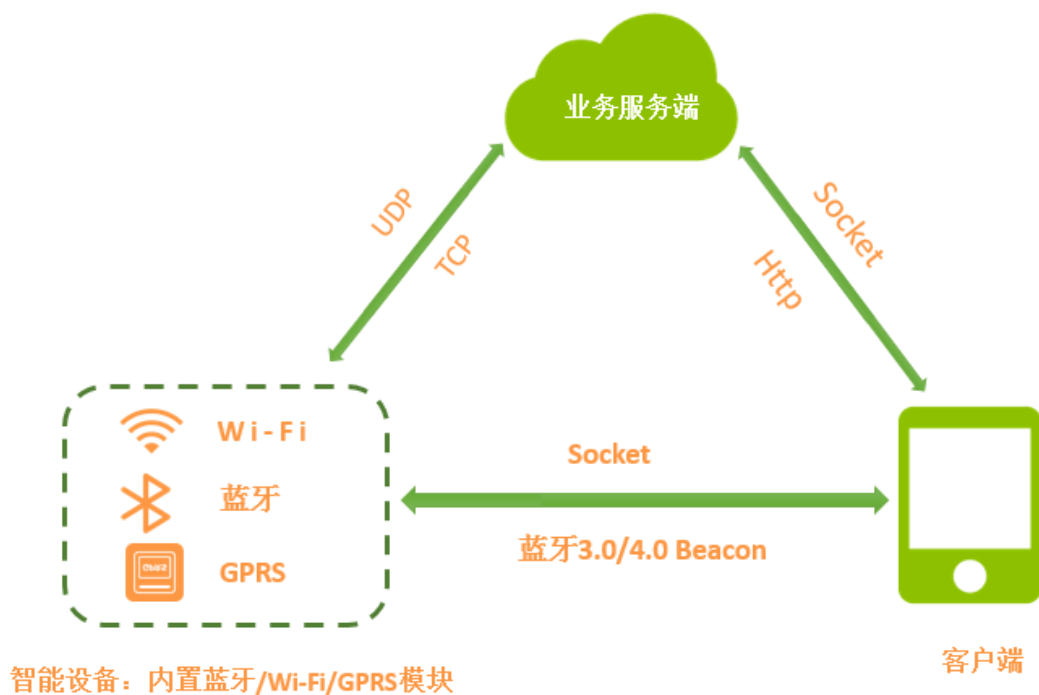 业务服务端
UDP
TCP
Socket
Http
Wi-Fi
蓝牙
GPRS
GPRS
Socket
蓝牙3.0/4.0 Beacon
客户端
智能设备：内置蓝牙/Wi-Fi/GPRS模块